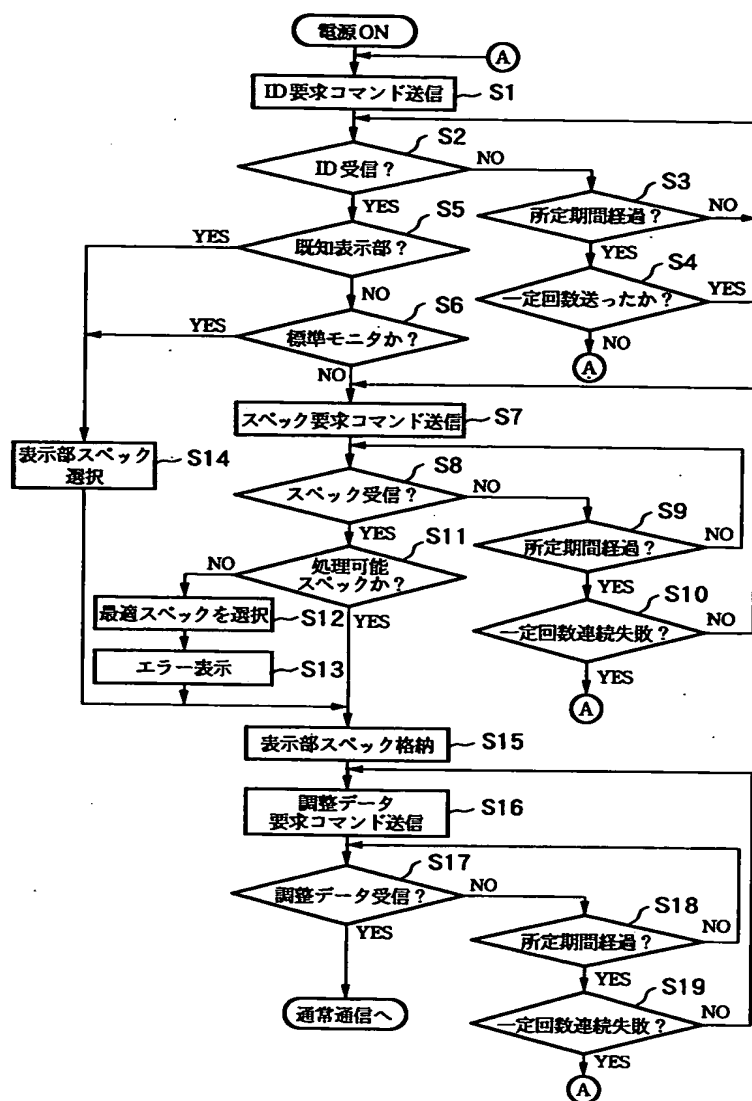 電源ON
A
ID要求コマンド送信
S1
S2
ID受信？
NO
S3
YES
S5
所定期間経過？
NO
YES
既知表示部？
YES
S4
NO
S6
一定回数送ったか？
YES
YES
標準モニタか？
NO
NO
A
スペック要求コマンド送信
S7
表示部スペック
選択
S14
S8
スペック受信？
NO
S9
YES
S11
所定期間経過？
NO
NO
処理可能
スペックか？
YES
S10
最適スペックを選択
S12
YES
一定回数連続失敗？
NO
エラー表示
S13
YES
A
表示部スペック格納
S15
調整データ
要求コマンド送信
S16
S17
調整データ受信？
NO
S18
YES
所定期間経過？
NO
YES
S19
通常通信へ
一定回数連続失敗？
NO
YES
A